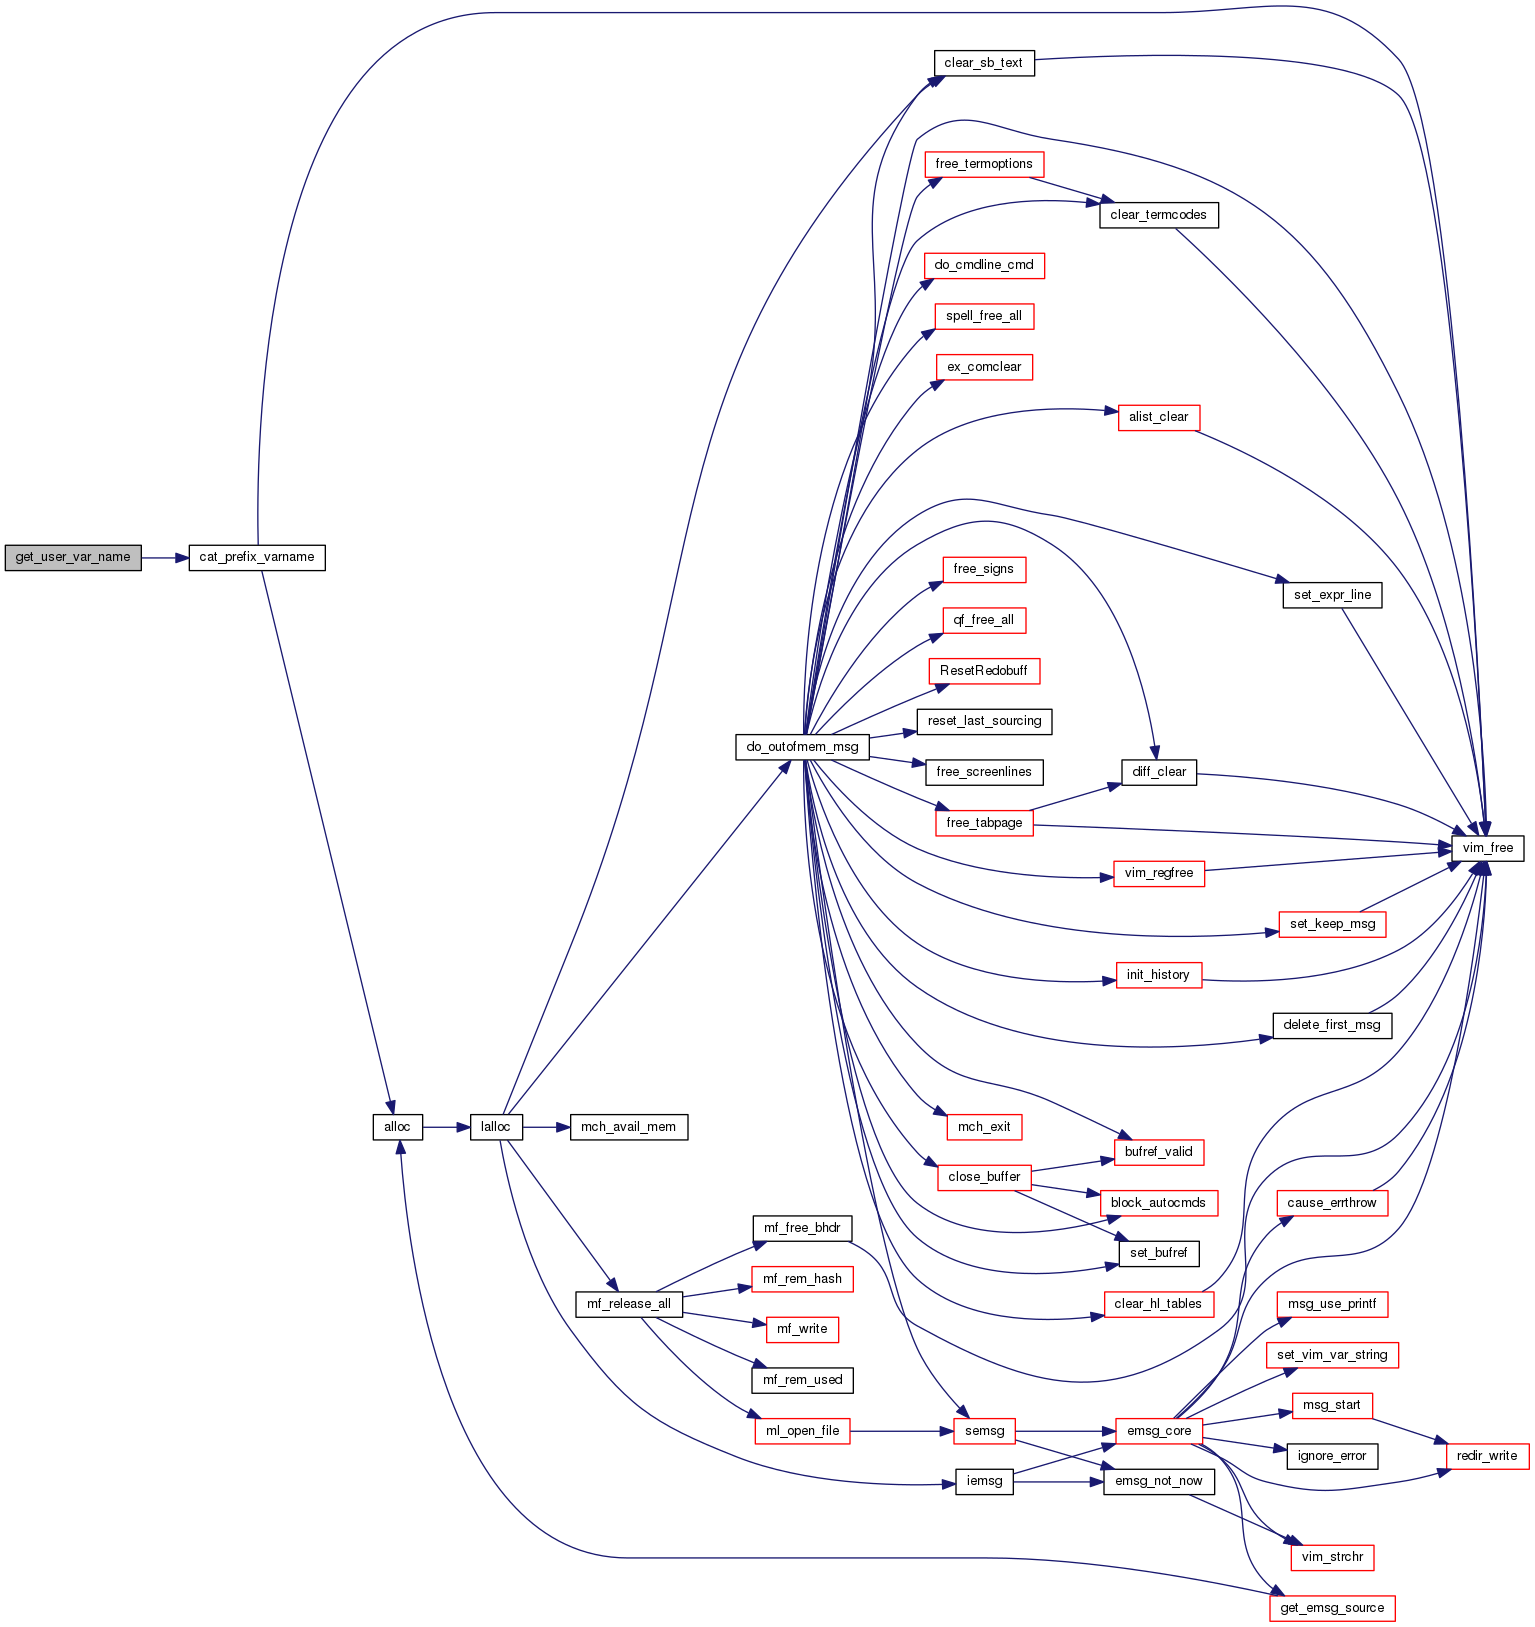 clear_sb_text
free_termoptions
clear_termcodes
do_cmdline_cmd
spell_free_all
ex_comclear
alist_clear
get_user_var_name
cat_prefix_varname
free_signs
set_expr_line
qf_free_all
ResetRedobuff
reset_last_sourcing
do_outofmem_msg
free_screenlines
diff_clear
free_tabpage
vim_free
vim_regfree
set_keep_msg
init_history
delete_first_msg
alloc
lalloc
mch_avail_mem
mch_exit
bufref_valid
close_buffer
block_autocmds
cause_errthrow
mf_free_bhdr
set_bufref
mf_rem_hash
mf_release_all
clear_hl_tables
msg_use_printf
mf_write
set_vim_var_string
mf_rem_used
msg_start
ml_open_file
semsg
emsg_core
ignore_error
redir_write
iemsg
emsg_not_now
vim_strchr
get_emsg_source